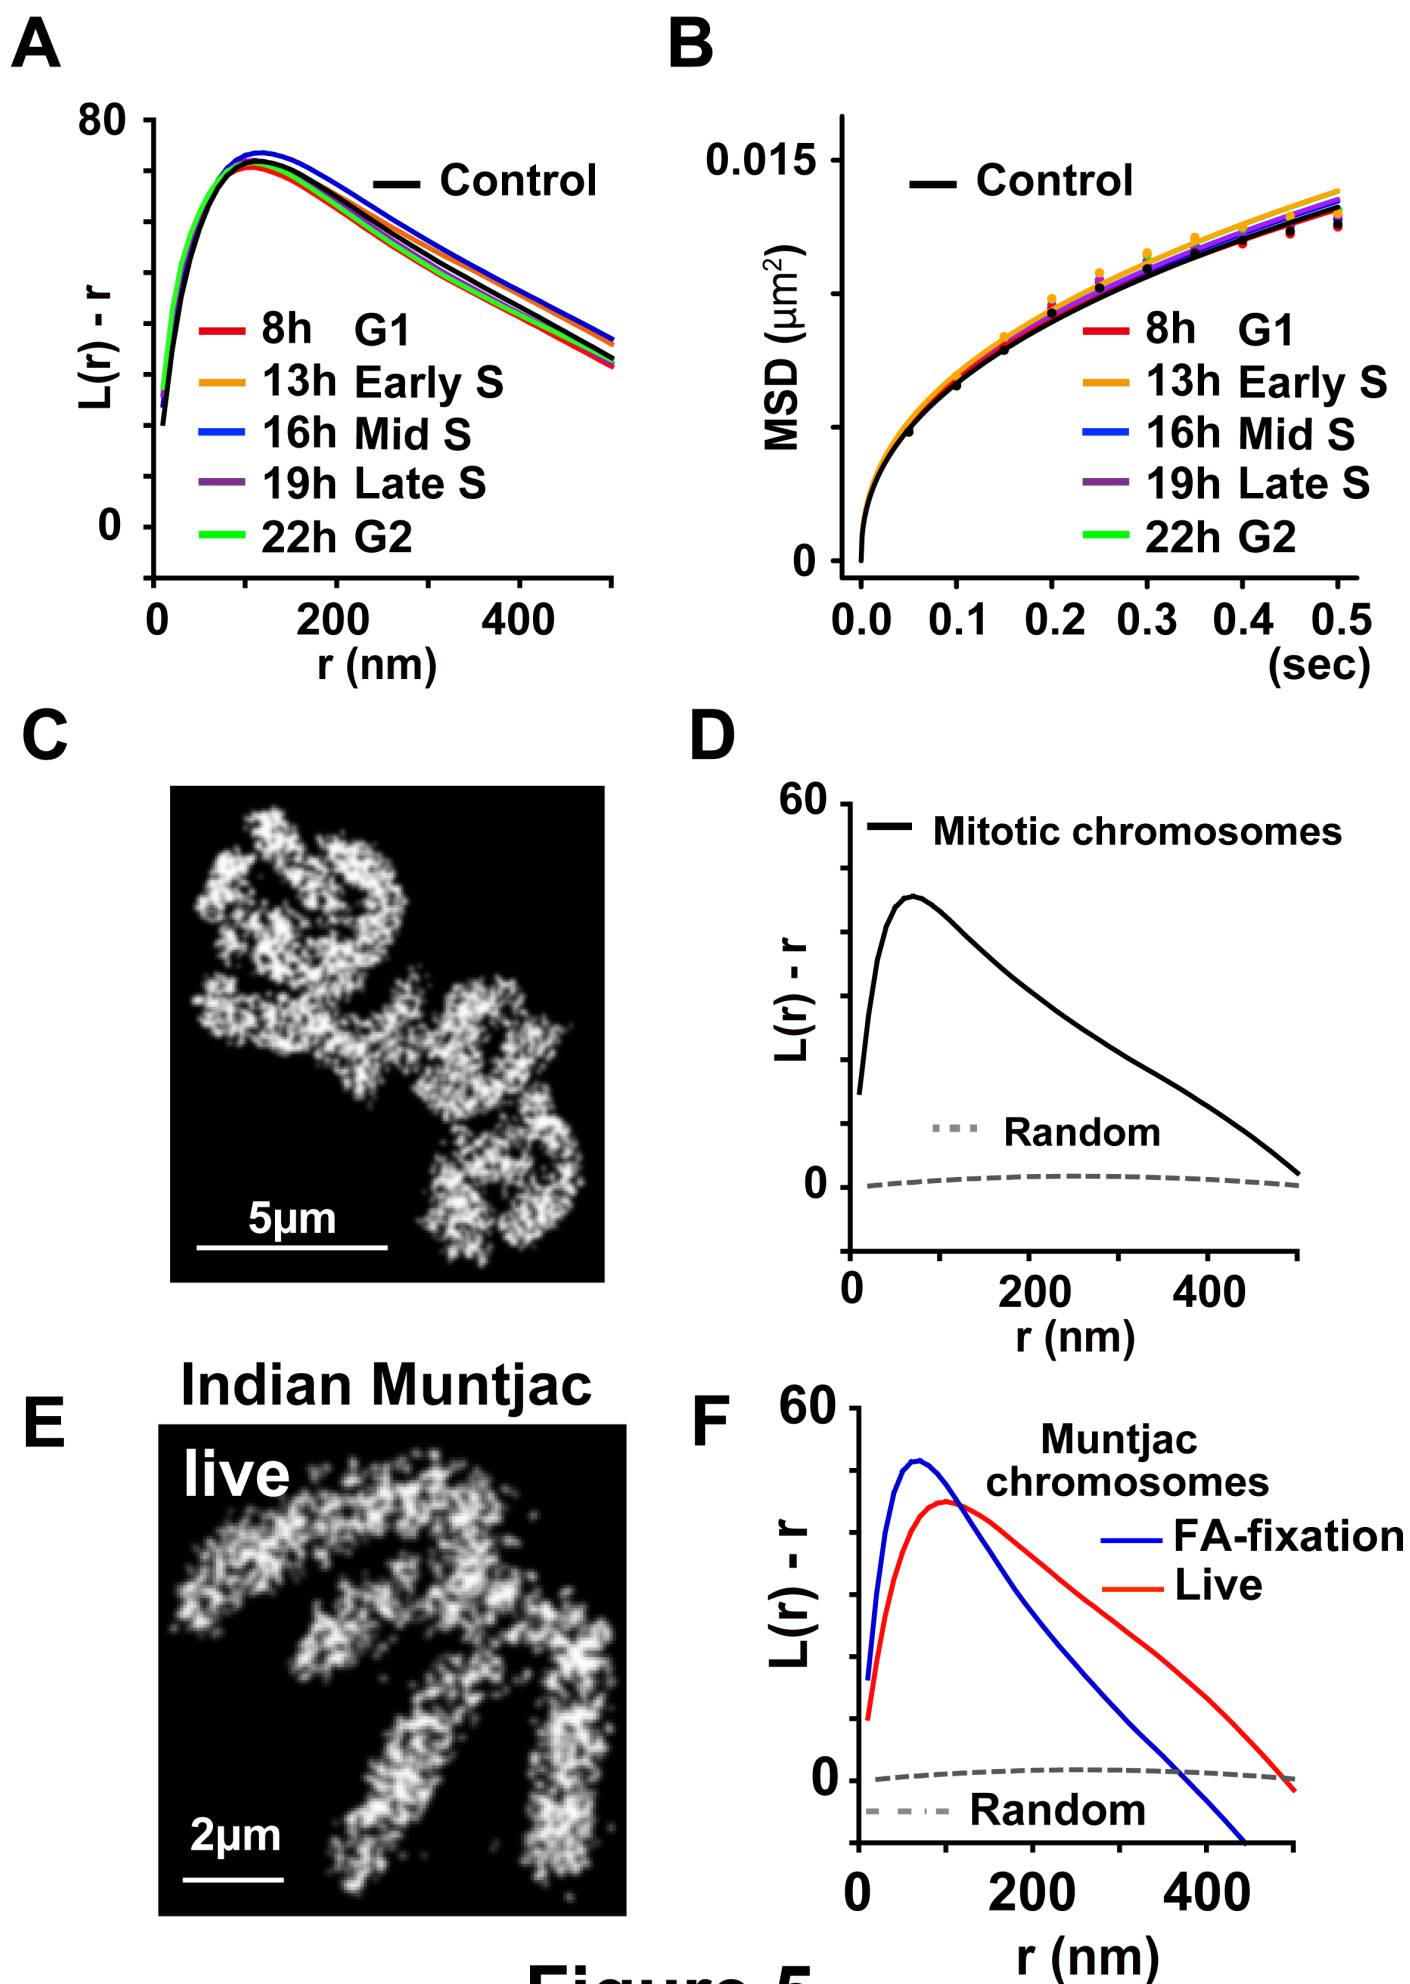 A
80
0
L(r) - r
Control
8h G1
13h Early S
16h Mid S
19h Late S
22h G2
0 200 400
r (nm)
B
0.015
0
MSD (µm²)
Control
8h G1
13h Early S
16h Mid S
19h Late S
22h G2
0.0 0.1 0.2 0.3 0.4 0.5
(sec)
C
5µm
D
60
0
L(r) - r
Mitotic chromosomes
Random
0 200 400
r (nm)
E
Indian Muntjac
live
2µm
F
60
0
L(r) - r
Muntjac
chromosomes
FA-fixation
Live
Random
0 200 400
r (nm)
Figure 5